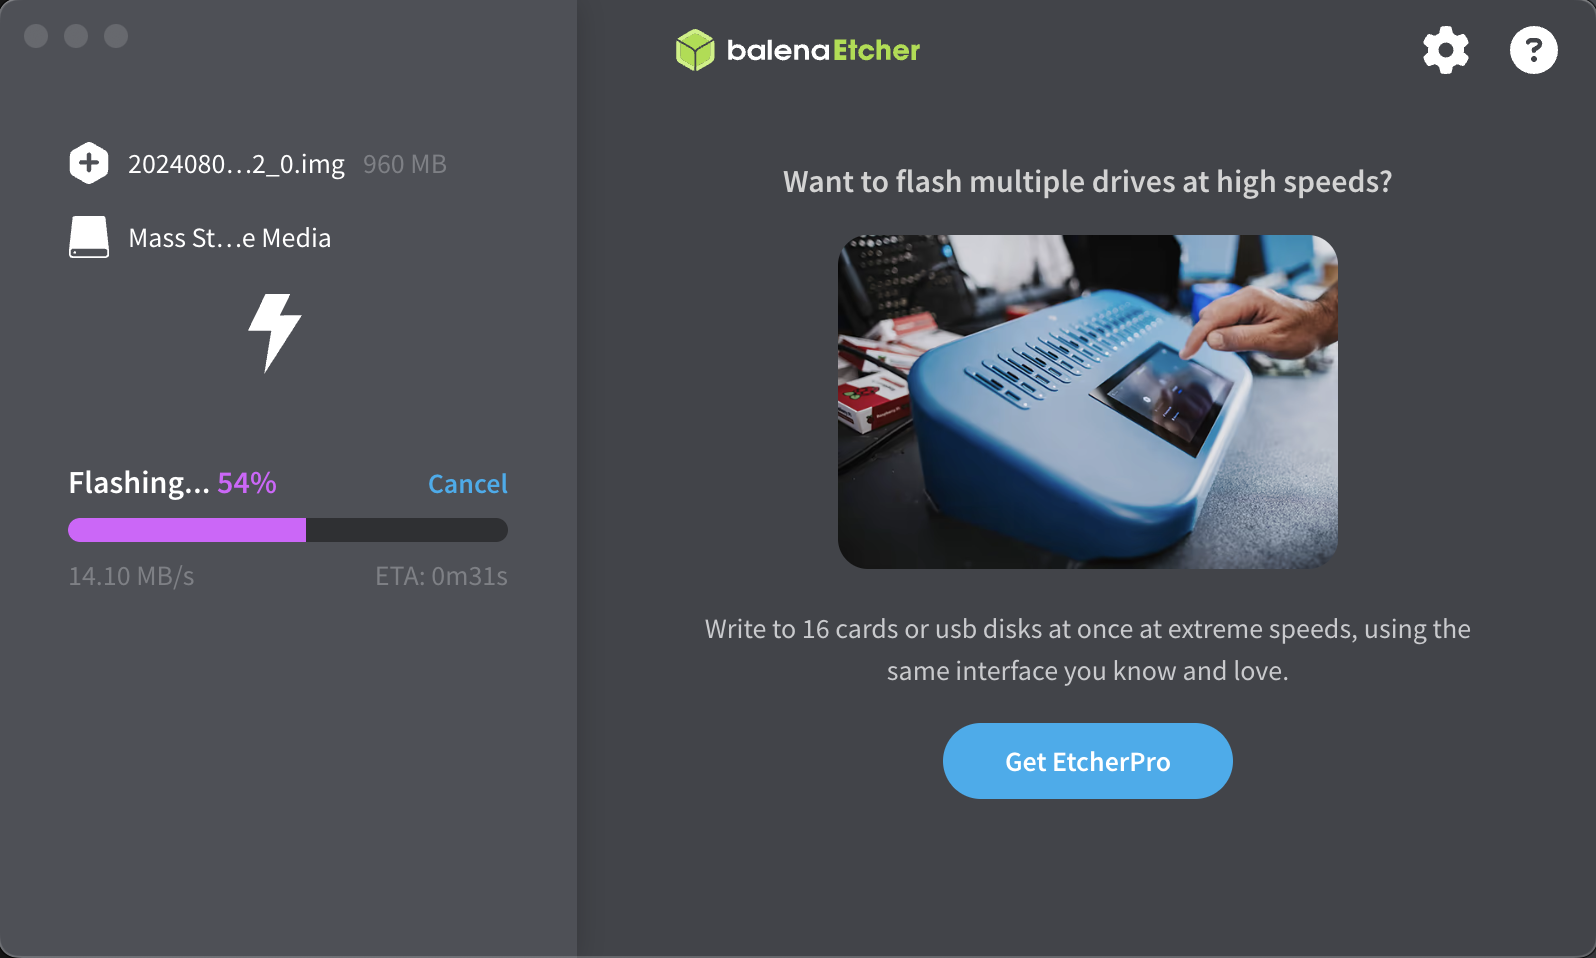 balenaEtcher
2024080...2_0.img 960 MB
Mass St...e Media
Flashing... 54% Cancel
14.10 MB/s ETA: 0m31s
Want to flash multiple drives at high speeds?
Write to 16 cards or usb disks at once at extreme speeds, using the
same interface you know and love.
Get EtcherPro